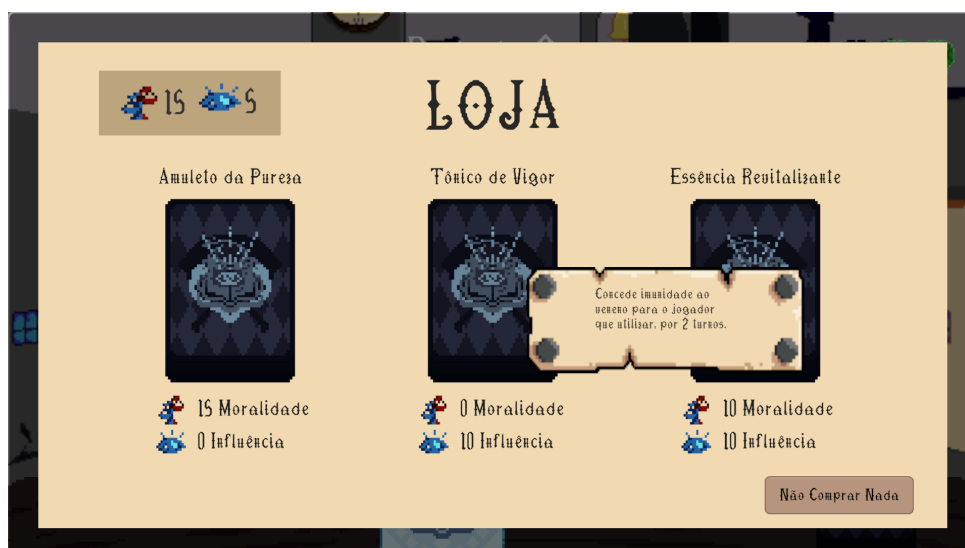 15 5
LOJA
Amuleto da Pureza
Tônico de Vigor
Essência Revitalizante
Concede imunidade ao
veneno para o jogador
que utilizar, por 2 turnos.
15 Moralidade
0 Influência
0 Moralidade
10 Influência
10 Moralidade
10 Influência
Não Comprar Nada